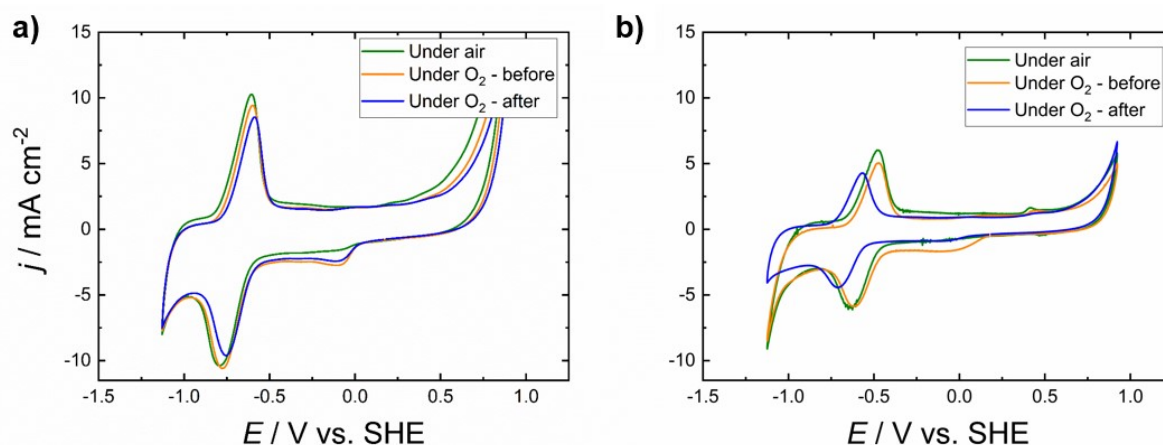 a)
15
10
5
0
-5
-10
j / mA cm-2
-1.5 -1.0 -0.5 0.0 0.5 1.0
E / V vs. SHE
Under air
Under O2 - before
Under O2 - after
b)
15
10
5
0
-5
-10
-1.5 -1.0 -0.5 0.0 0.5 1.0
E / V vs. SHE
Under air
Under O2 - before
Under O2 - after